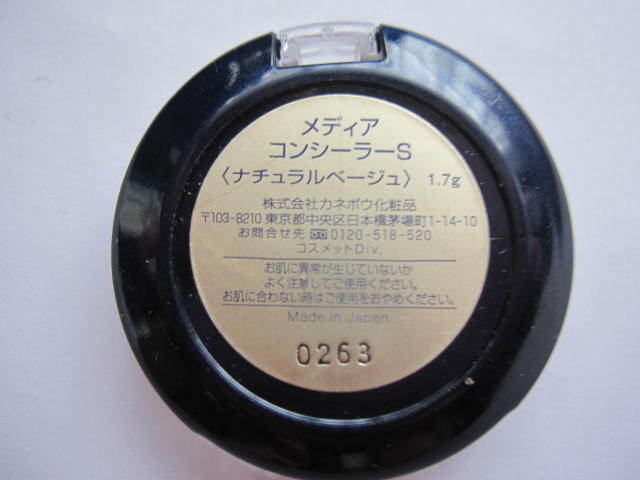 メディア
コンシーラーS
〈ナチュラルベージュ〉 1.7g
株式会社カネボウ化粧品
〒103-8210 東京都中央区日本橋茅場町1-14-10
お問合せ先 0120-518-520
コスメットDiv.
お肌に異常が生じていないか
よく注意してご使用ください。
お肌に合わない時はご使用をおやめください。
Made in Japan
0263